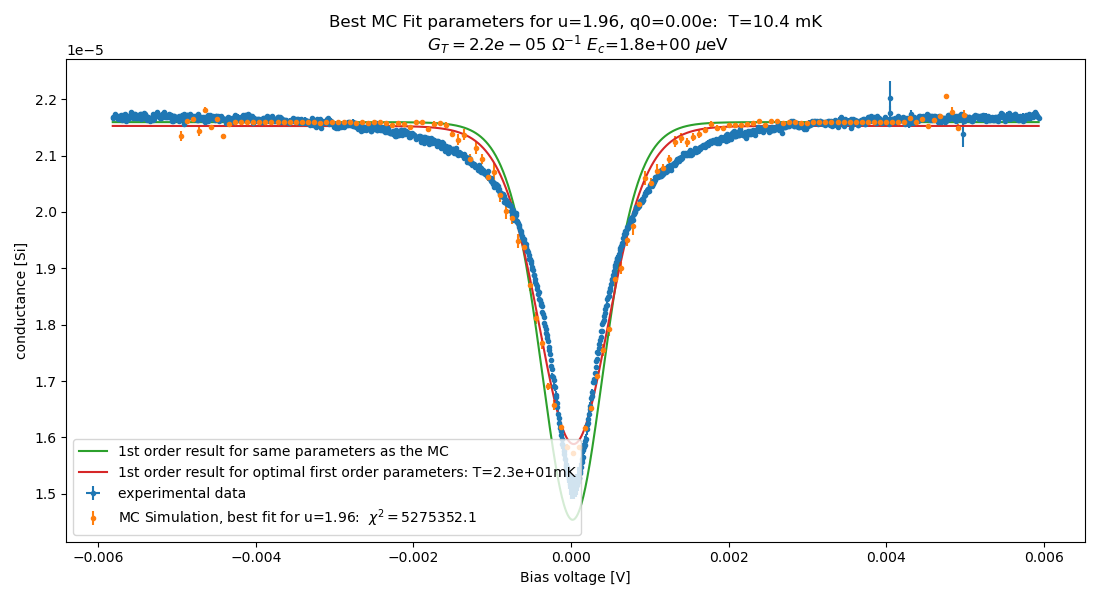 Best MC Fit parameters for u=1.96, q0=0.00e:  T=10.4 mK
G_T = 2.2e − 05 Ω⁻¹ E_c=1.8e+00 μeV
1e−5
2.2
2.1
2.0
1.9
1.8
1.7
1.6
1.5
conductance [Si]
1st order result for same parameters as the MC
1st order result for optimal first order parameters: T=2.3e+01mK
experimental data
MC Simulation, best fit for u=1.96:  χ² = 5275352.1
−0.006 −0.004 −0.002 0.000 0.002 0.004 0.006
Bias voltage [V]